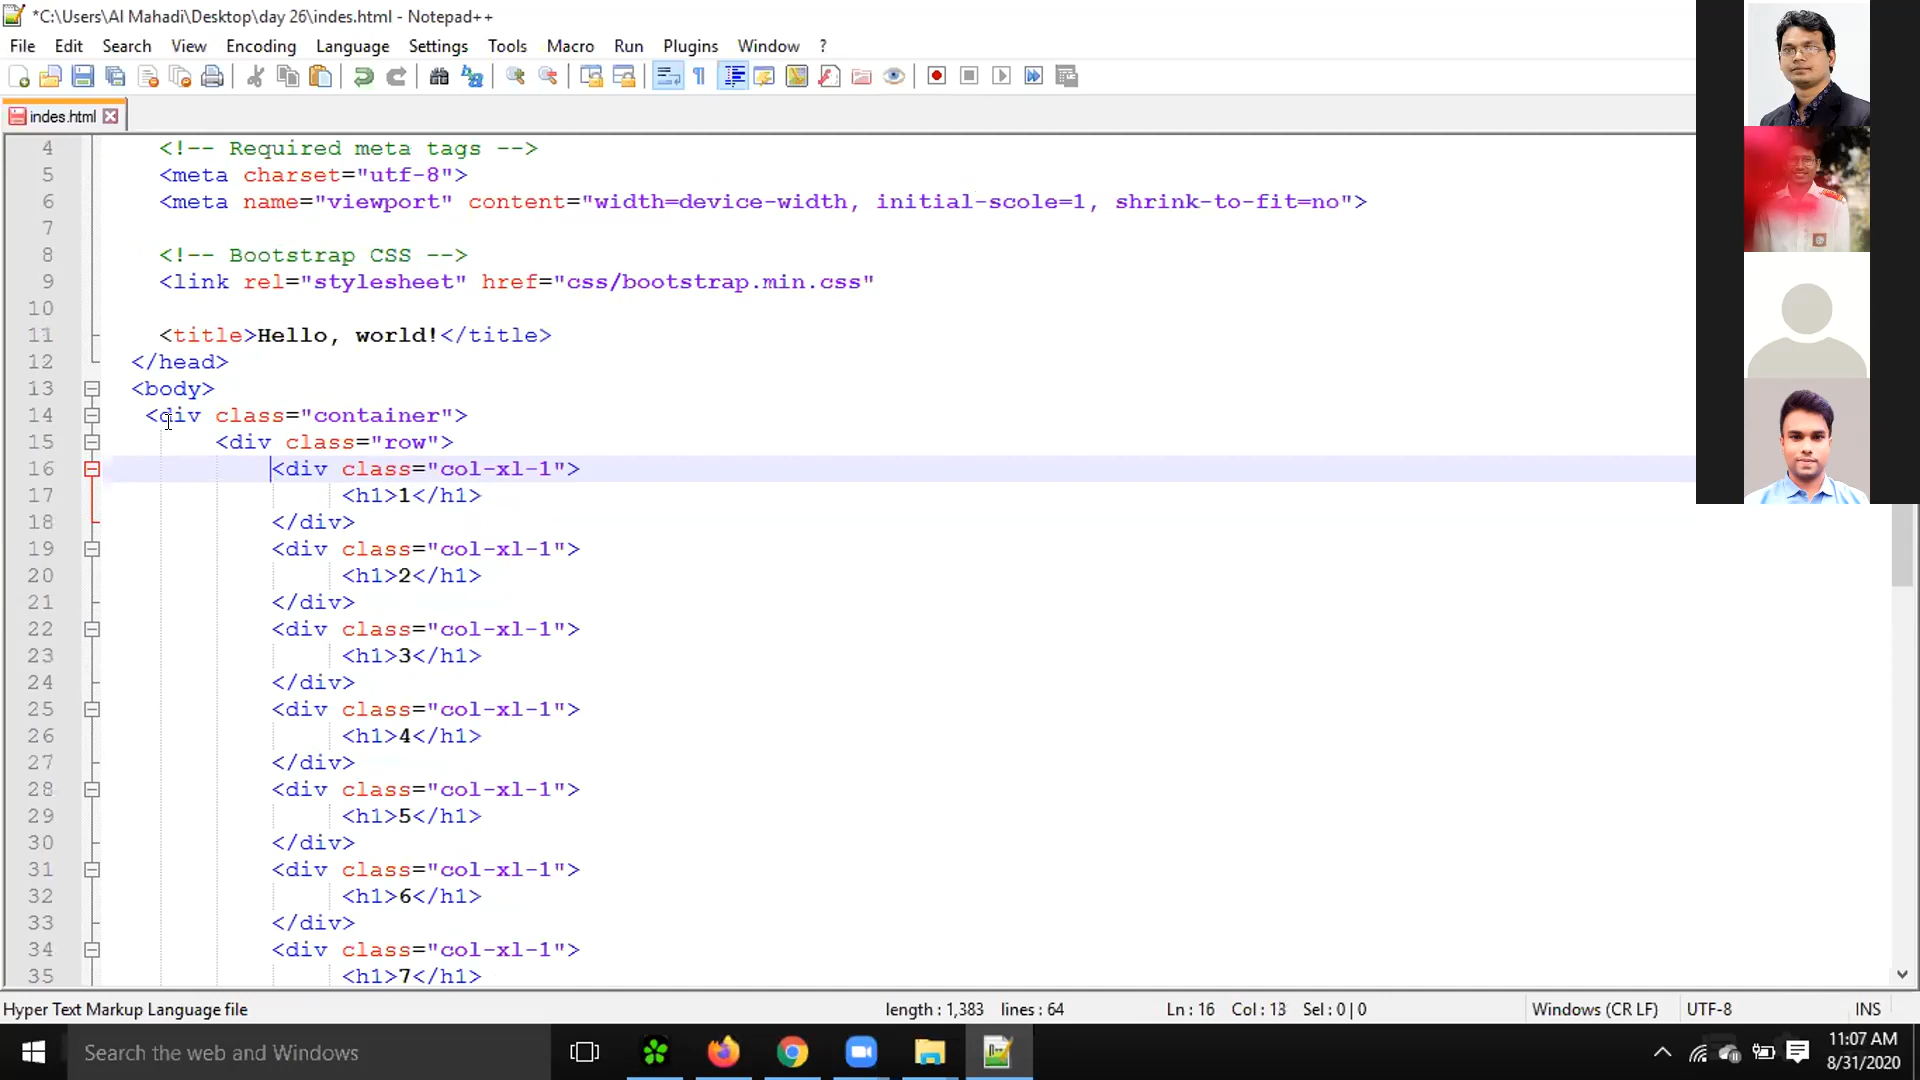 *C:\Users\Al Mahadi\Desktop\day 26\indes.html - Notepad++
File Edit Search View Encoding Language Settings Tools Macro Run Plugins Window ?
indes.html
4 <!-- Required meta tags -->
5 <meta charset="utf-8">
6 <meta name="viewport" content="width=device-width, initial-scole=1, shrink-to-fit=no">
7
8 <!-- Bootstrap CSS -->
9 <link rel="stylesheet" href="css/bootstrap.min.css"
10
11 <title>Hello, world!</title>
12 </head>
13 <body>
14 <div class="container">
15 <div class="row">
16 <div class="col-xl-1">
17 <h1>1</h1>
18 </div>
19 <div class="col-xl-1">
20 <h1>2</h1>
21 </div>
22 <div class="col-xl-1">
23 <h1>3</h1>
24 </div>
25 <div class="col-xl-1">
26 <h1>4</h1>
27 </div>
28 <div class="col-xl-1">
29 <h1>5</h1>
30 </div>
31 <div class="col-xl-1">
32 <h1>6</h1>
33 </div>
34 <div class="col-xl-1">
35 <h1>7</h1>
Hyper Text Markup Language file length : 1,383 lines : 64 Ln : 16 Col : 13 Sel : 0 | 0 Windows (CR LF) UTF-8 INS
Search the web and Windows
11:07 AM
8/31/2020